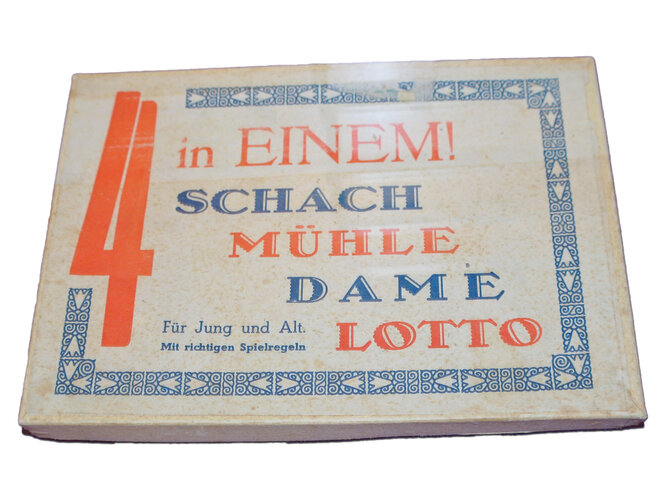 4 in EINEM!
SCHACH
MÜHLE
DAME
LOTTO
Für Jung und Alt.
Mit richtigen Spielregeln